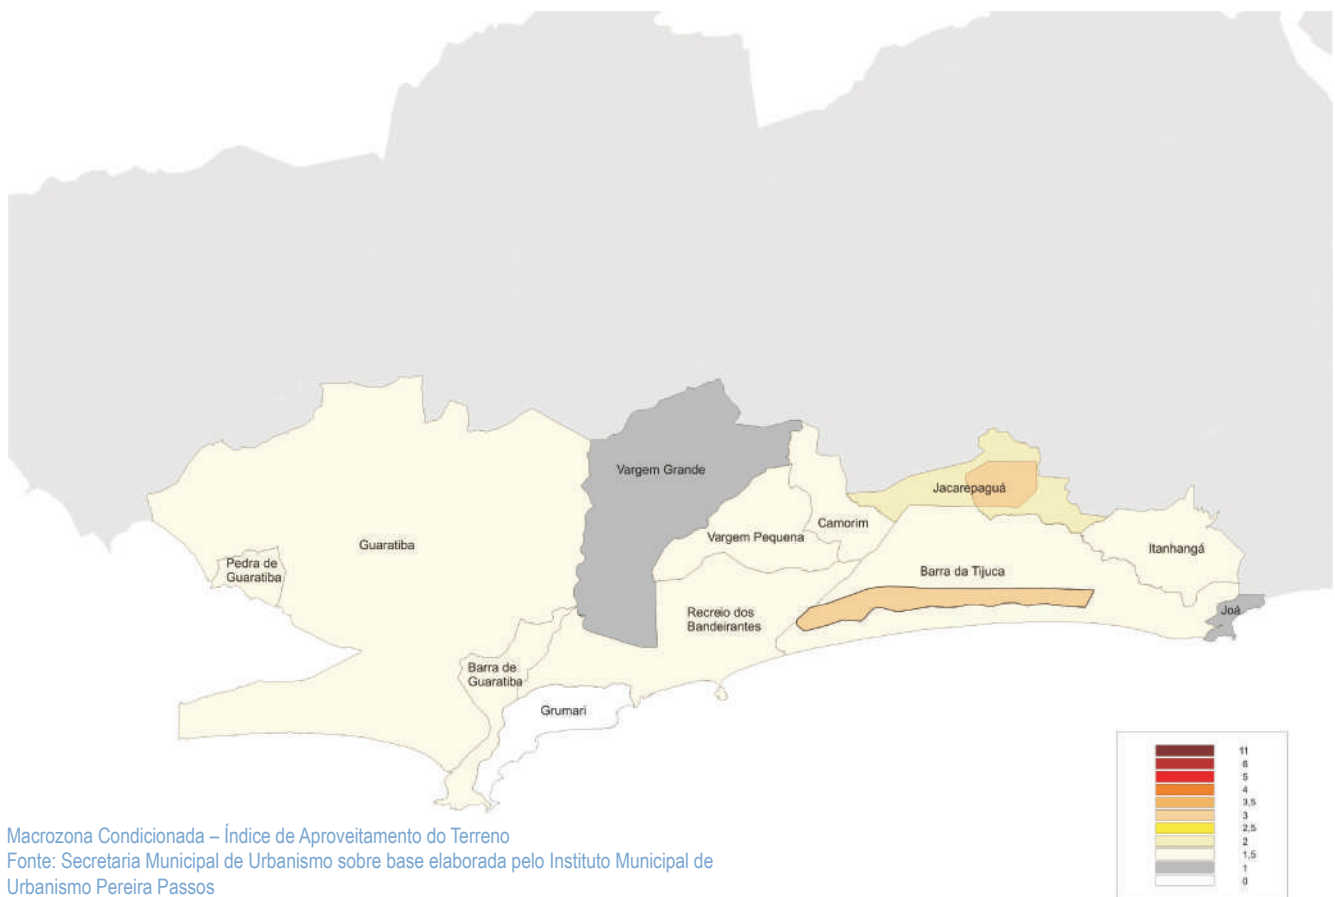 Vargem Grande
Jacarepaguá
Camorim
Vargem Pequena
Guaratiba
Itanhangá
Pedra de
Guaratiba
Barra da Tijuca
Recreio dos
Bandeirantes
Joá
Barra de
Guaratiba
Grumari
11
6
5
4
3,5
3
2,5
2
1,5
1
0
Macrozona Condicionada – Índice de Aproveitamento do Terreno
Fonte: Secretaria Municipal de Urbanismo sobre base elaborada pelo Instituto Municipal de
Urbanismo Pereira Passos